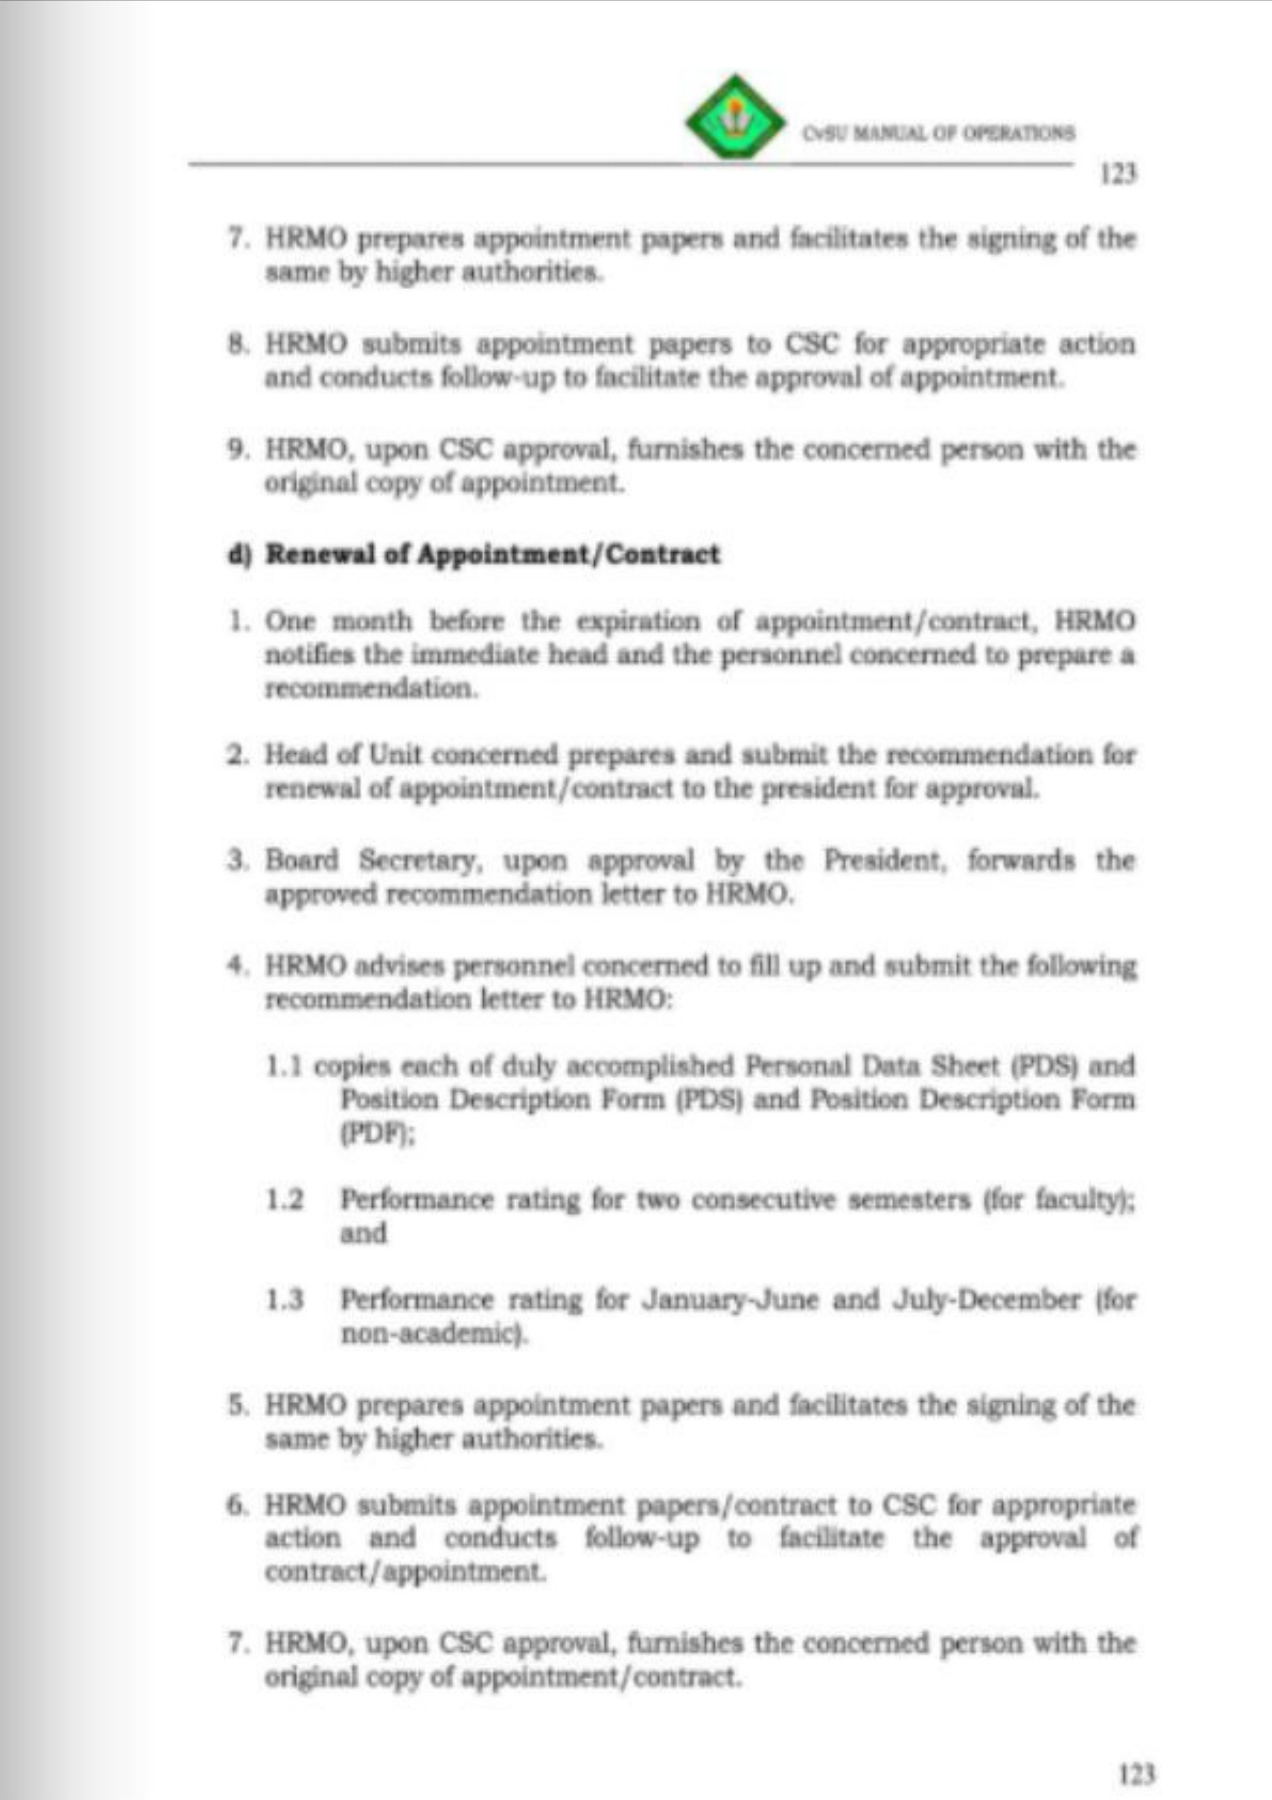 CvSU MANUAL OF OPERATIONS
123
7. HRMO prepares appointment papers and facilitates the signing of the
same by higher authorities.
8. HRMO submits appointment papers to CSC for appropriate action
and conducts follow-up to facilitate the approval of appointment.
9. HRMO, upon CSC approval, furnishes the concerned person with the
original copy of appointment.
d) Renewal of Appointment/Contract
1. One month before the expiration of appointment/contract, HRMO
notifies the immediate head and the personnel concerned to prepare a
recommendation.
2. Head of Unit concerned prepares and submit the recommendation for
renewal of appointment/contract to the president for approval.
3. Board Secretary, upon approval by the President, forwards the
approved recommendation letter to HRMO.
4. HRMO advises personnel concerned to fill up and submit the following
recommendation letter to HRMO:
1.1 copies each of duly accomplished Personal Data Sheet (PDS) and
Position Description Form (PDS) and Position Description Form
(PDF);
1.2 Performance rating for two consecutive semesters (for faculty);
and
1.3 Performance rating for January-June and July-December (for
non-academic).
5. HRMO prepares appointment papers and facilitates the signing of the
same by higher authorities.
6. HRMO submits appointment papers/contract to CSC for appropriate
action and conducts follow-up to facilitate the approval of
contract/appointment.
7. HRMO, upon CSC approval, furnishes the concerned person with the
original copy of appointment/contract.
123